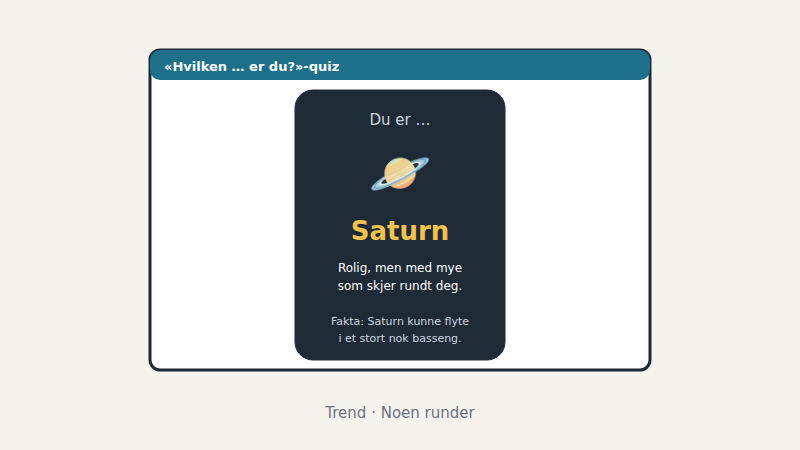 «Hvilken … er du?»-quiz
Du er …
Saturn
Rolig, men med mye
som skjer rundt deg.
Fakta: Saturn kunne flyte
i et stort nok basseng.
Trend · Noen runder